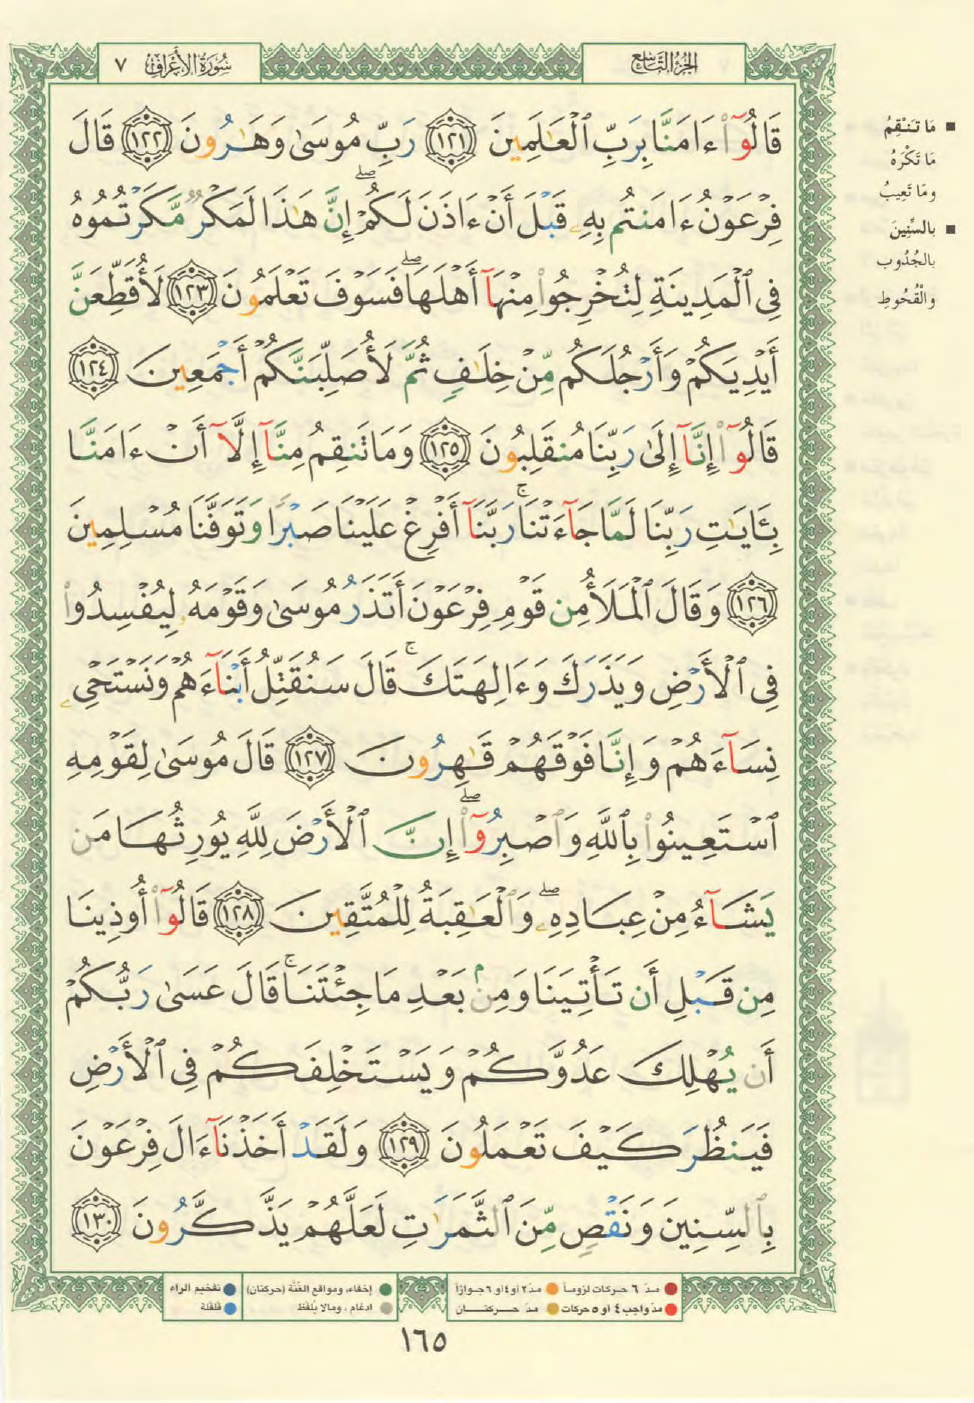 سُورَةُ الأَعْرَافِ ٧
الجُزْءُ التَّاسِعُ
قَالُوٓا۟ ءَامَنَّا بِرَبِّ ٱلْعَـٰلَمِينَ ﴿١٢١﴾ رَبِّ مُوسَىٰ وَهَـٰرُونَ ﴿١٢٢﴾ قَالَ
فِرْعَوْنُ ءَامَنتُم بِهِۦ قَبْلَ أَنْ ءَاذَنَ لَكُمْ ۖ إِنَّ هَـٰذَا لَمَكْرٌ مَّكَرْتُمُوهُ
فِى ٱلْمَدِينَةِ لِتُخْرِجُوا۟ مِنْهَآ أَهْلَهَا ۖ فَسَوْفَ تَعْلَمُونَ ﴿١٢٣﴾ لَأُقَطِّعَنَّ
أَيْدِيَكُمْ وَأَرْجُلَكُم مِّنْ خِلَـٰفٍ ثُمَّ لَأُصَلِّبَنَّكُمْ أَجْمَعِينَ ﴿١٢٤﴾
قَالُوٓا۟ إِنَّآ إِلَىٰ رَبِّنَا مُنقَلِبُونَ ﴿١٢٥﴾ وَمَا تَنقِمُ مِنَّآ إِلَّآ أَنْ ءَامَنَّا
بِـَٔايَـٰتِ رَبِّنَا لَمَّا جَآءَتْنَا ۚ رَبَّنَآ أَفْرِغْ عَلَيْنَا صَبْرًا وَتَوَفَّنَا مُسْلِمِينَ
﴿١٢٦﴾ وَقَالَ ٱلْمَلَأُ مِن قَوْمِ فِرْعَوْنَ أَتَذَرُ مُوسَىٰ وَقَوْمَهُۥ لِيُفْسِدُوا۟
فِى ٱلْأَرْضِ وَيَذَرَكَ وَءَالِهَتَكَ ۚ قَالَ سَنُقَتِّلُ أَبْنَآءَهُمْ وَنَسْتَحْىِۦ
نِسَآءَهُمْ وَإِنَّا فَوْقَهُمْ قَـٰهِرُونَ ﴿١٢٧﴾ قَالَ مُوسَىٰ لِقَوْمِهِ
ٱسْتَعِينُوا۟ بِٱللَّهِ وَٱصْبِرُوٓا۟ ۖ إِنَّ ٱلْأَرْضَ لِلَّهِ يُورِثُهَا مَن
يَشَآءُ مِنْ عِبَادِهِۦ ۖ وَٱلْعَـٰقِبَةُ لِلْمُتَّقِينَ ﴿١٢٨﴾ قَالُوٓا۟ أُوذِينَا
مِن قَبْلِ أَن تَأْتِيَنَا وَمِنۢ بَعْدِ مَا جِئْتَنَا ۚ قَالَ عَسَىٰ رَبُّكُمْ
أَن يُهْلِكَ عَدُوَّكُمْ وَيَسْتَخْلِفَكُمْ فِى ٱلْأَرْضِ
فَيَنظُرَ كَيْفَ تَعْمَلُونَ ﴿١٢٩﴾ وَلَقَدْ أَخَذْنَآ ءَالَ فِرْعَوْنَ
بِٱلسِّنِينَ وَنَقْصٍ مِّنَ ٱلثَّمَرَٰتِ لَعَلَّهُمْ يَذَّكَّرُونَ ﴿١٣٠﴾
■ مَا تَنْقِمُ
مَا تَكْرَهُ
ومَا تَعِيبُ
■ بالسِّنِينَ
بالجُدُوبِ
والْقُحُوطِ
● مدّ ٦ حركات لزوماً ● مدّ ٢ أو ٤ أو ٦ جوازاً
● مدّ واجب ٤ أو ٥ حركات ● مدّ حركتان
● إخفاء، ومواقع الغُنَّة (حركتان)
● ادغام، وما لا يُلفَظ
● تفخيم الراء
● قلقلة
١٦٥